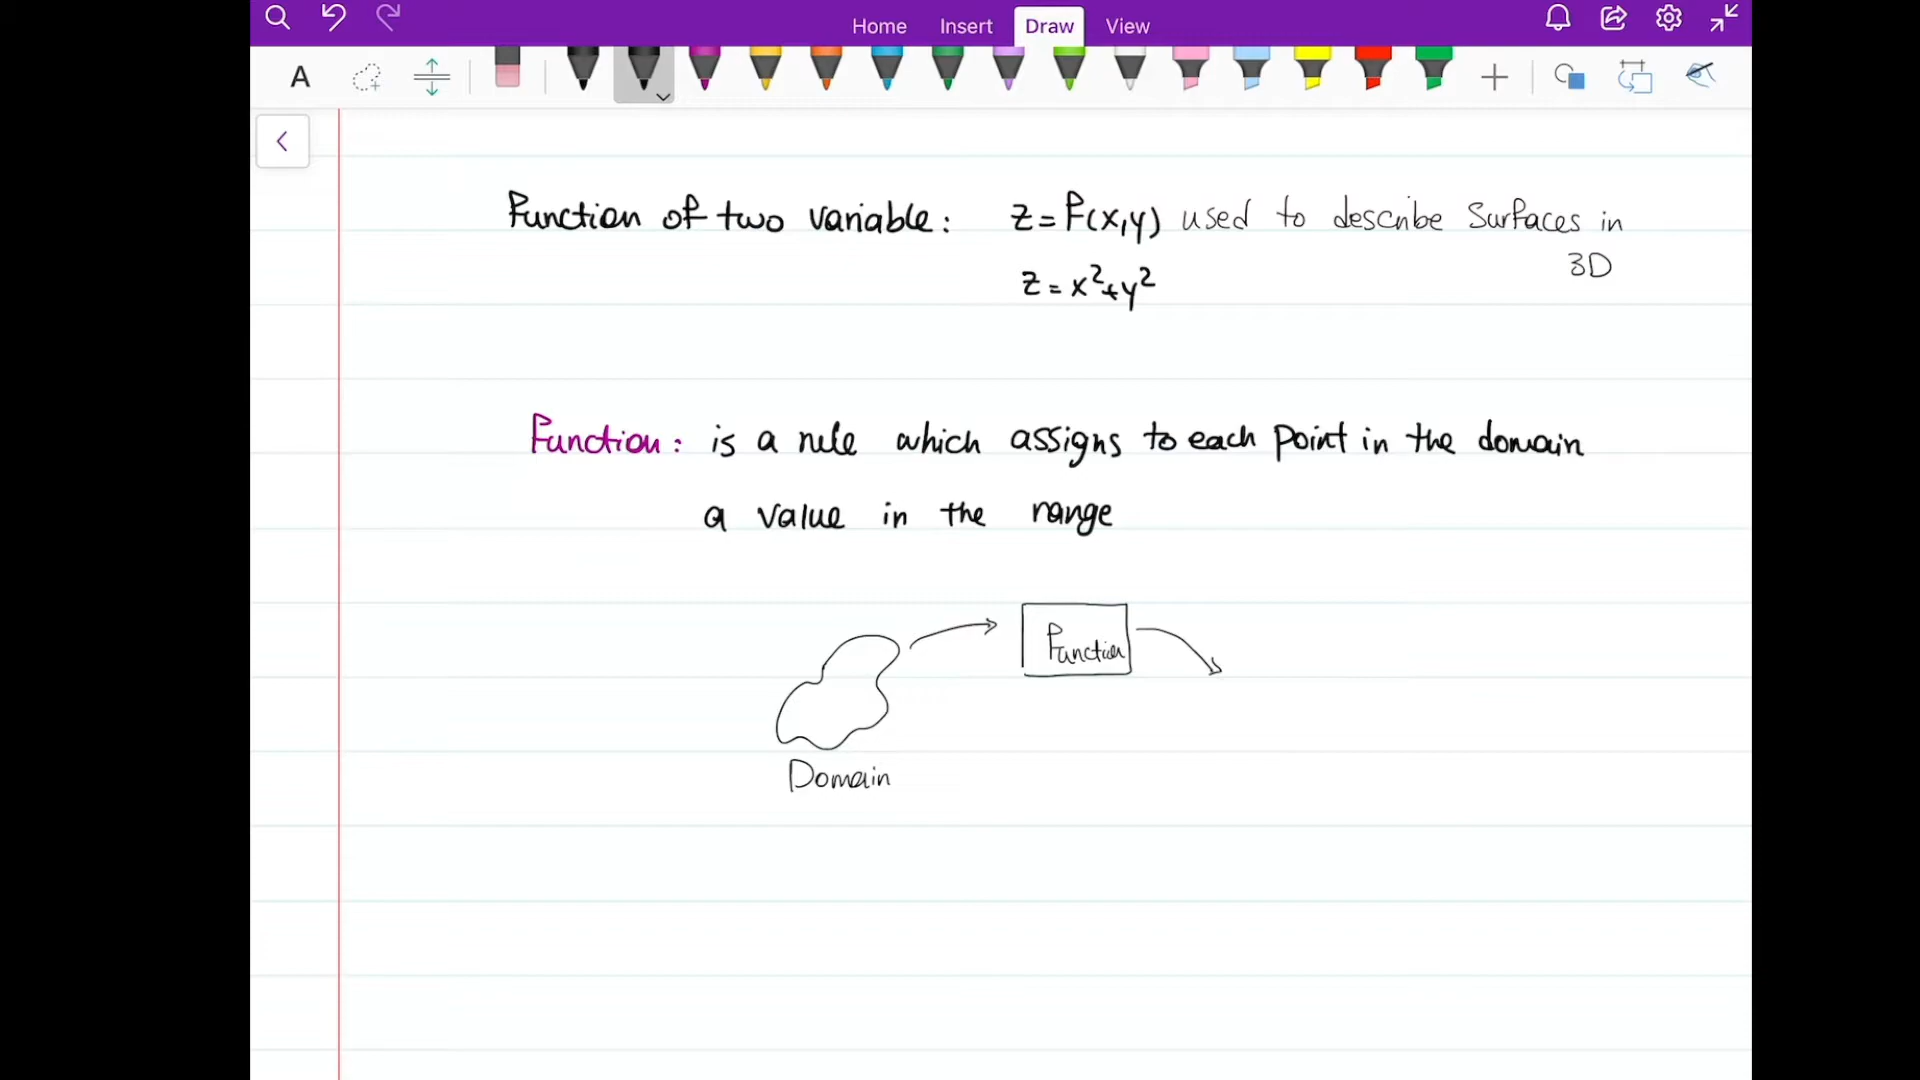 Home Insert Draw View
A
Function of two variable: z = f(x,y) used to describe surfaces in
3D
z = x²+y²
Function: is a rule which assigns to each point in the domain
a value in the range
Function
Domain